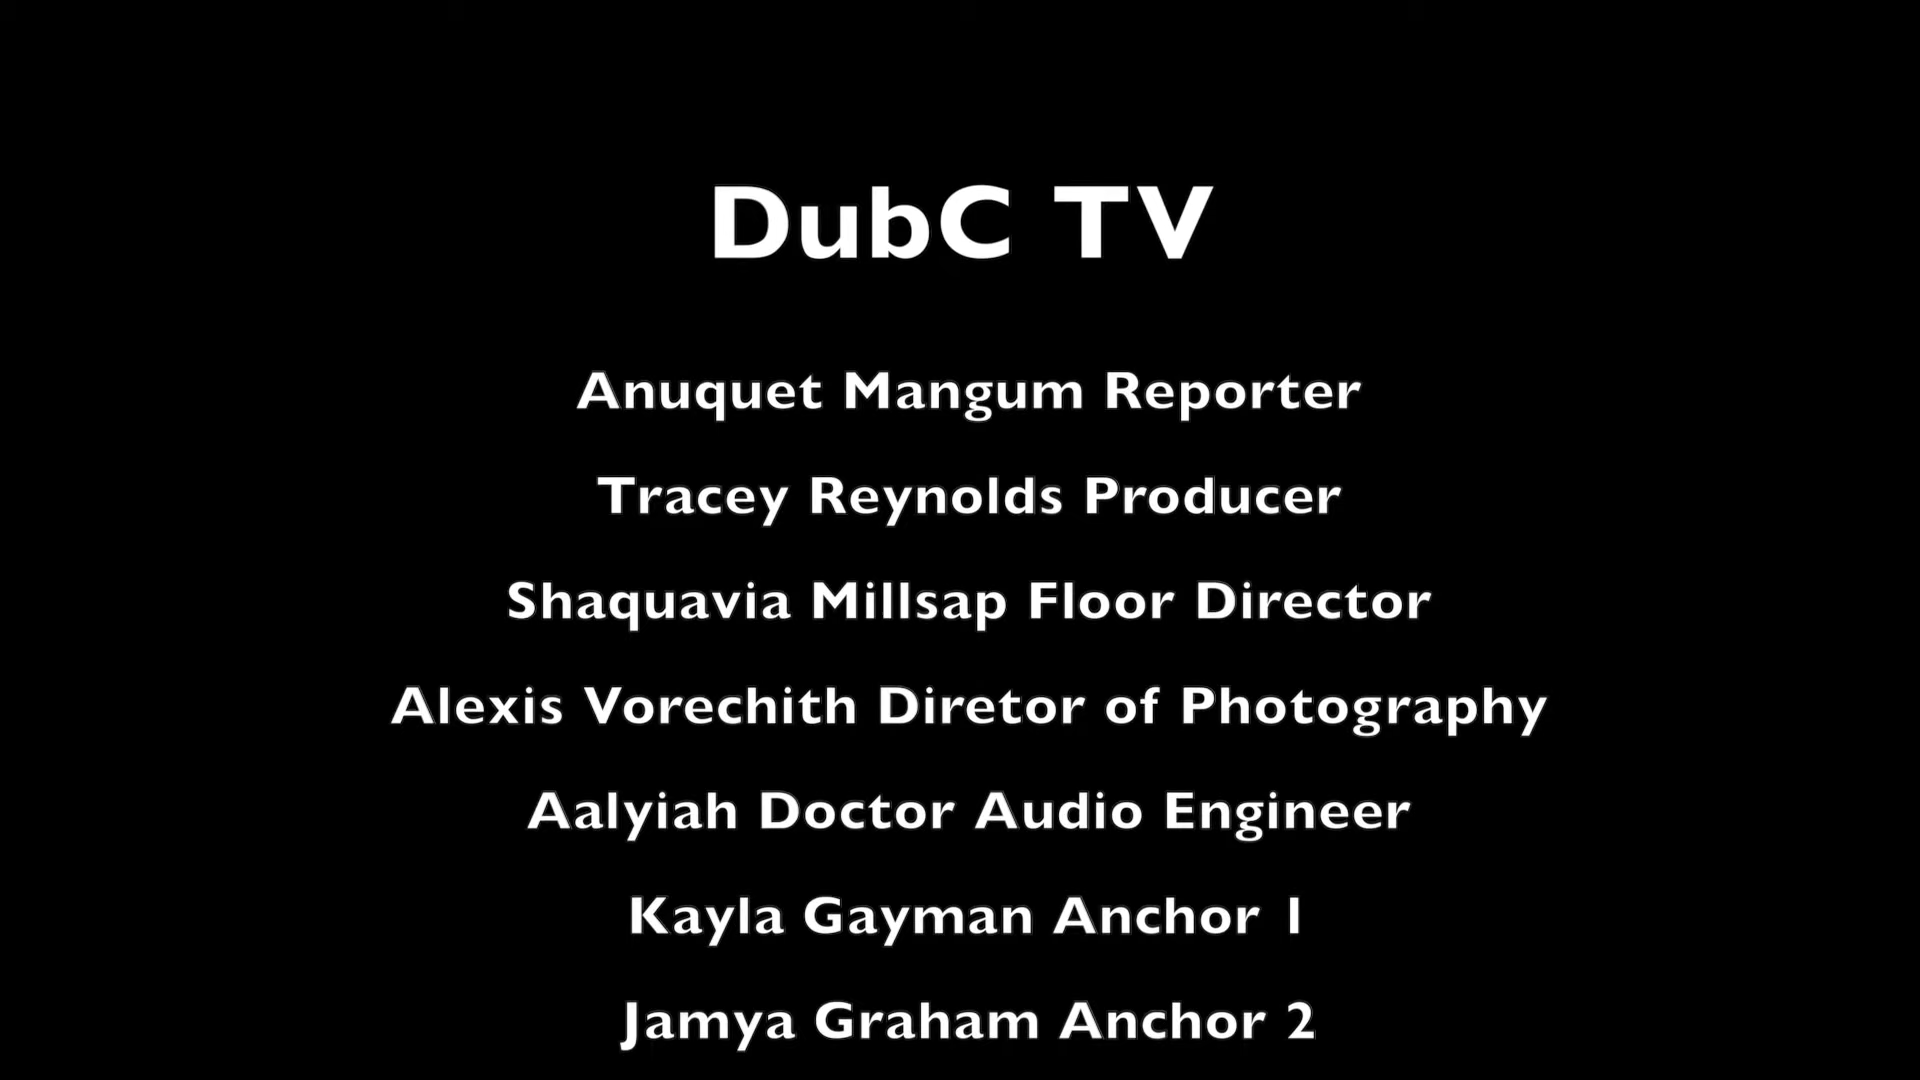 DubC TV
Anuquet Mangum Reporter
Tracey Reynolds Producer
Shaquavia Millsap Floor Director
Alexis Vorechith Diretor of Photography
Aalyiah Doctor Audio Engineer
Kayla Gayman Anchor 1
Jamya Graham Anchor 2